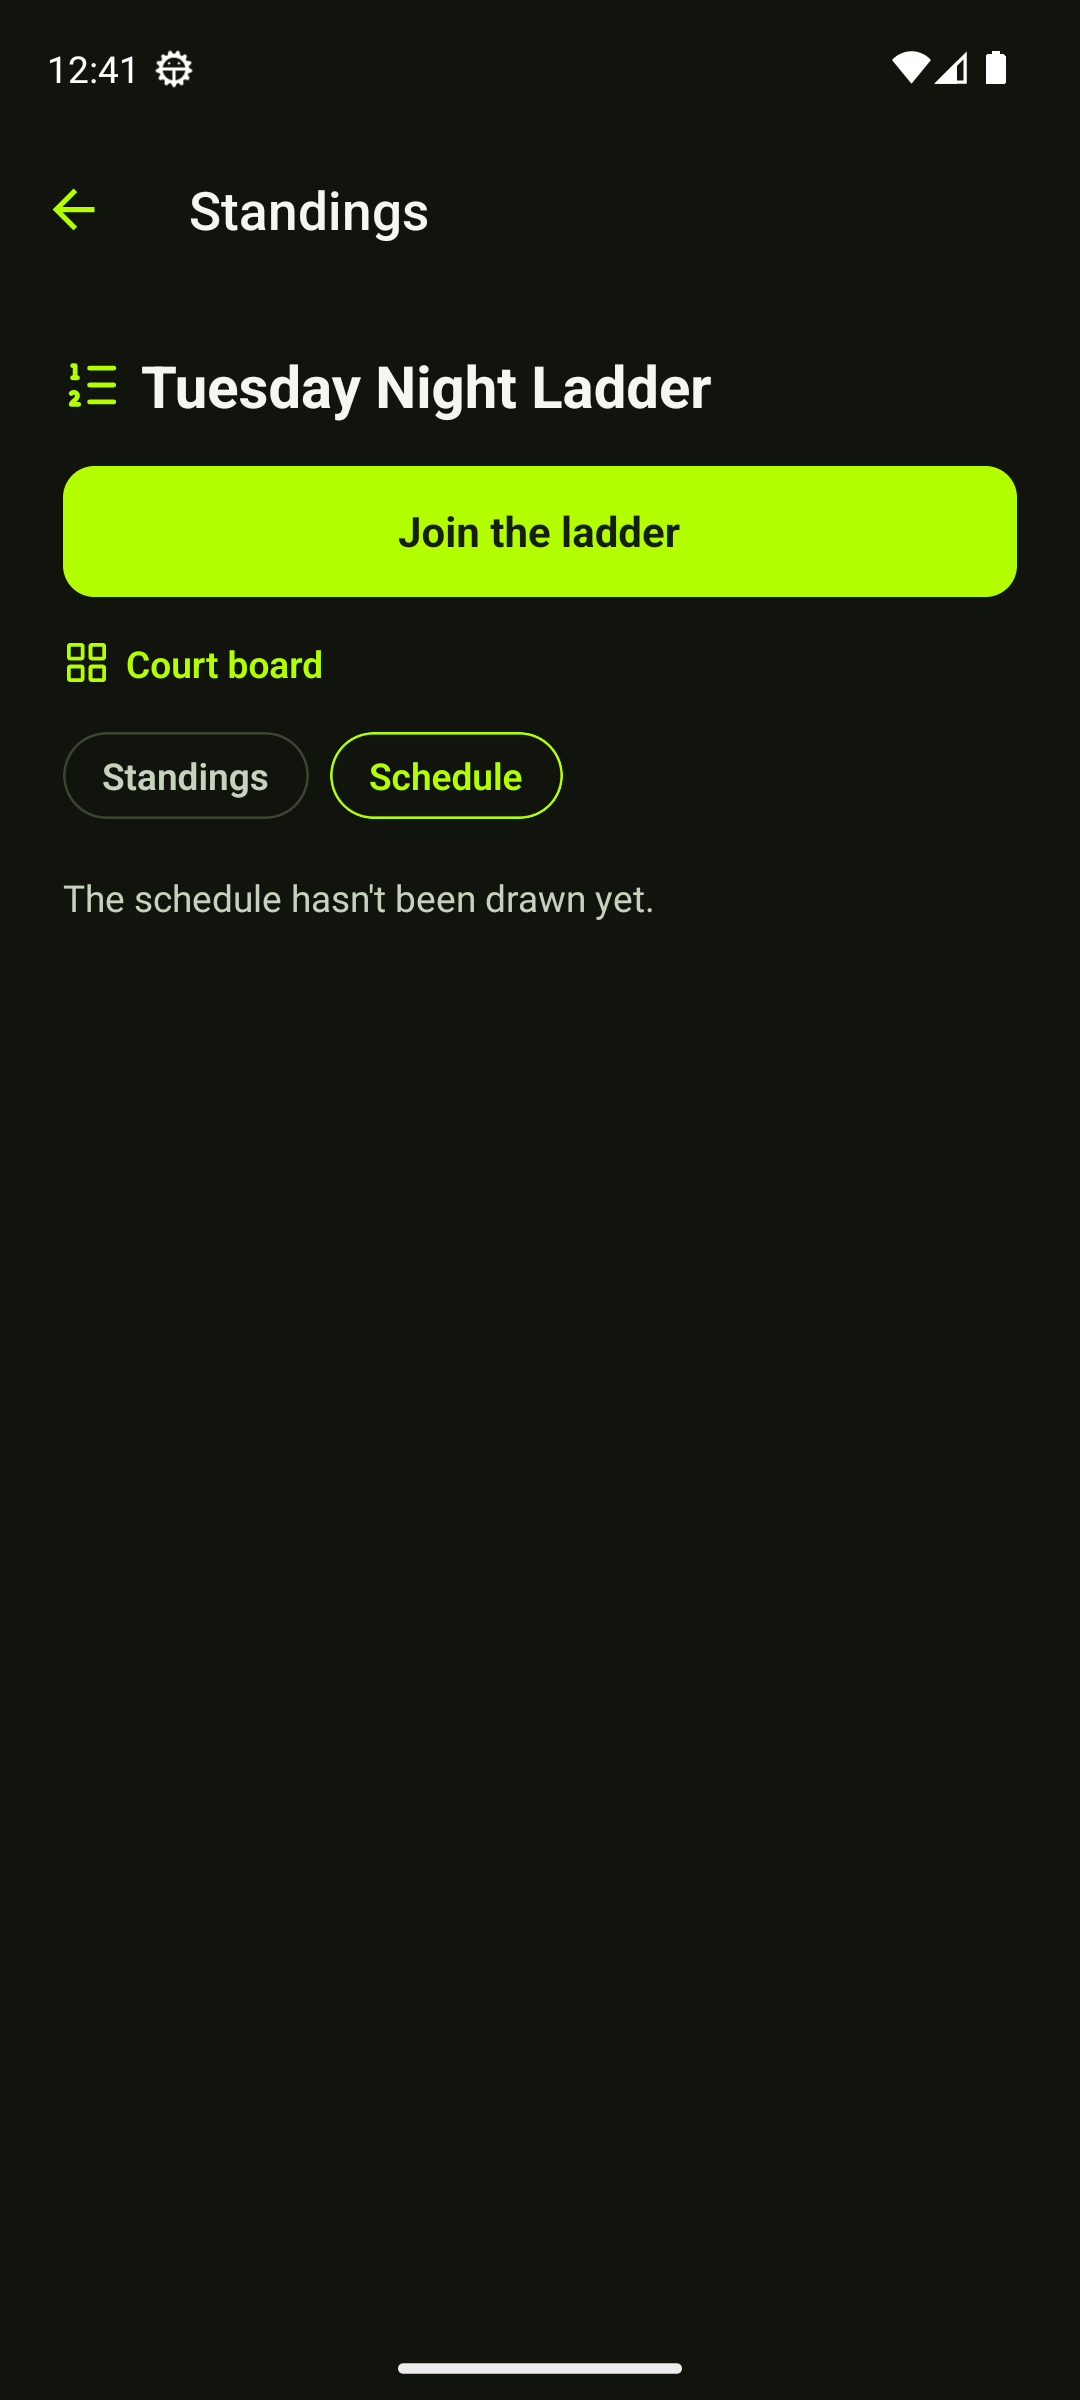 12:41
Standings
Tuesday Night Ladder
Join the ladder
Court board
Standings
Schedule
The schedule hasn't been drawn yet.